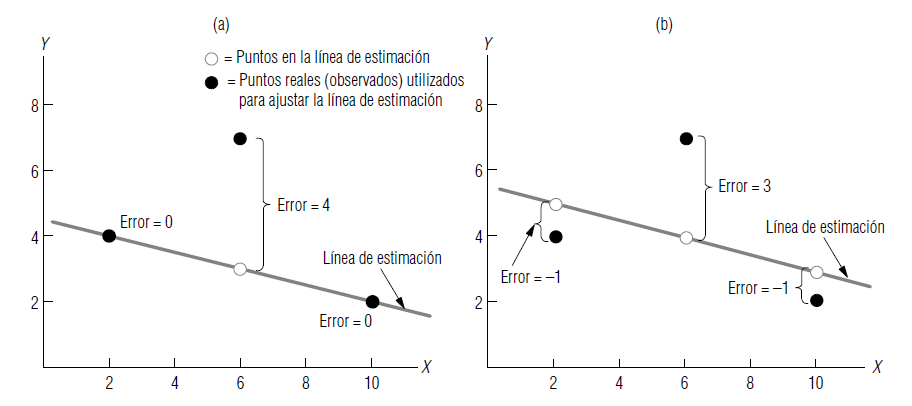 (a)
Y
= Puntos en la línea de estimación
= Puntos reales (observados) utilizados
para ajustar la línea de estimación
8
6
4
2
Error = 0
Error = 4
Línea de estimación
Error = 0
2 4 6 8 10
X
(b)
Y
8
6
4
2
Error = 3
Línea de estimación
Error = –1
Error = –1
2 4 6 8 10
X